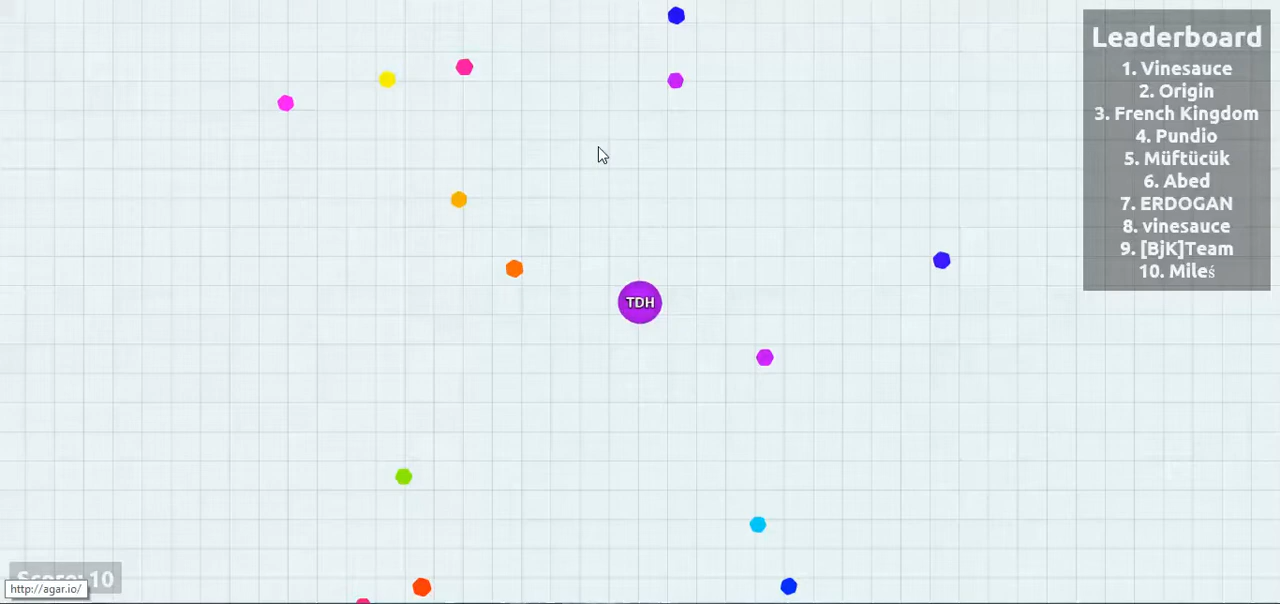 Leaderboard
1. Vinesauce
2. Origin
3. French Kingdom
4. Pundio
5. Müftücük
6. Abed
7. ERDOGAN
8. vinesauce
9. [BjK]Team
10. Mileś
TDH
Score: 10
http://agar.io/